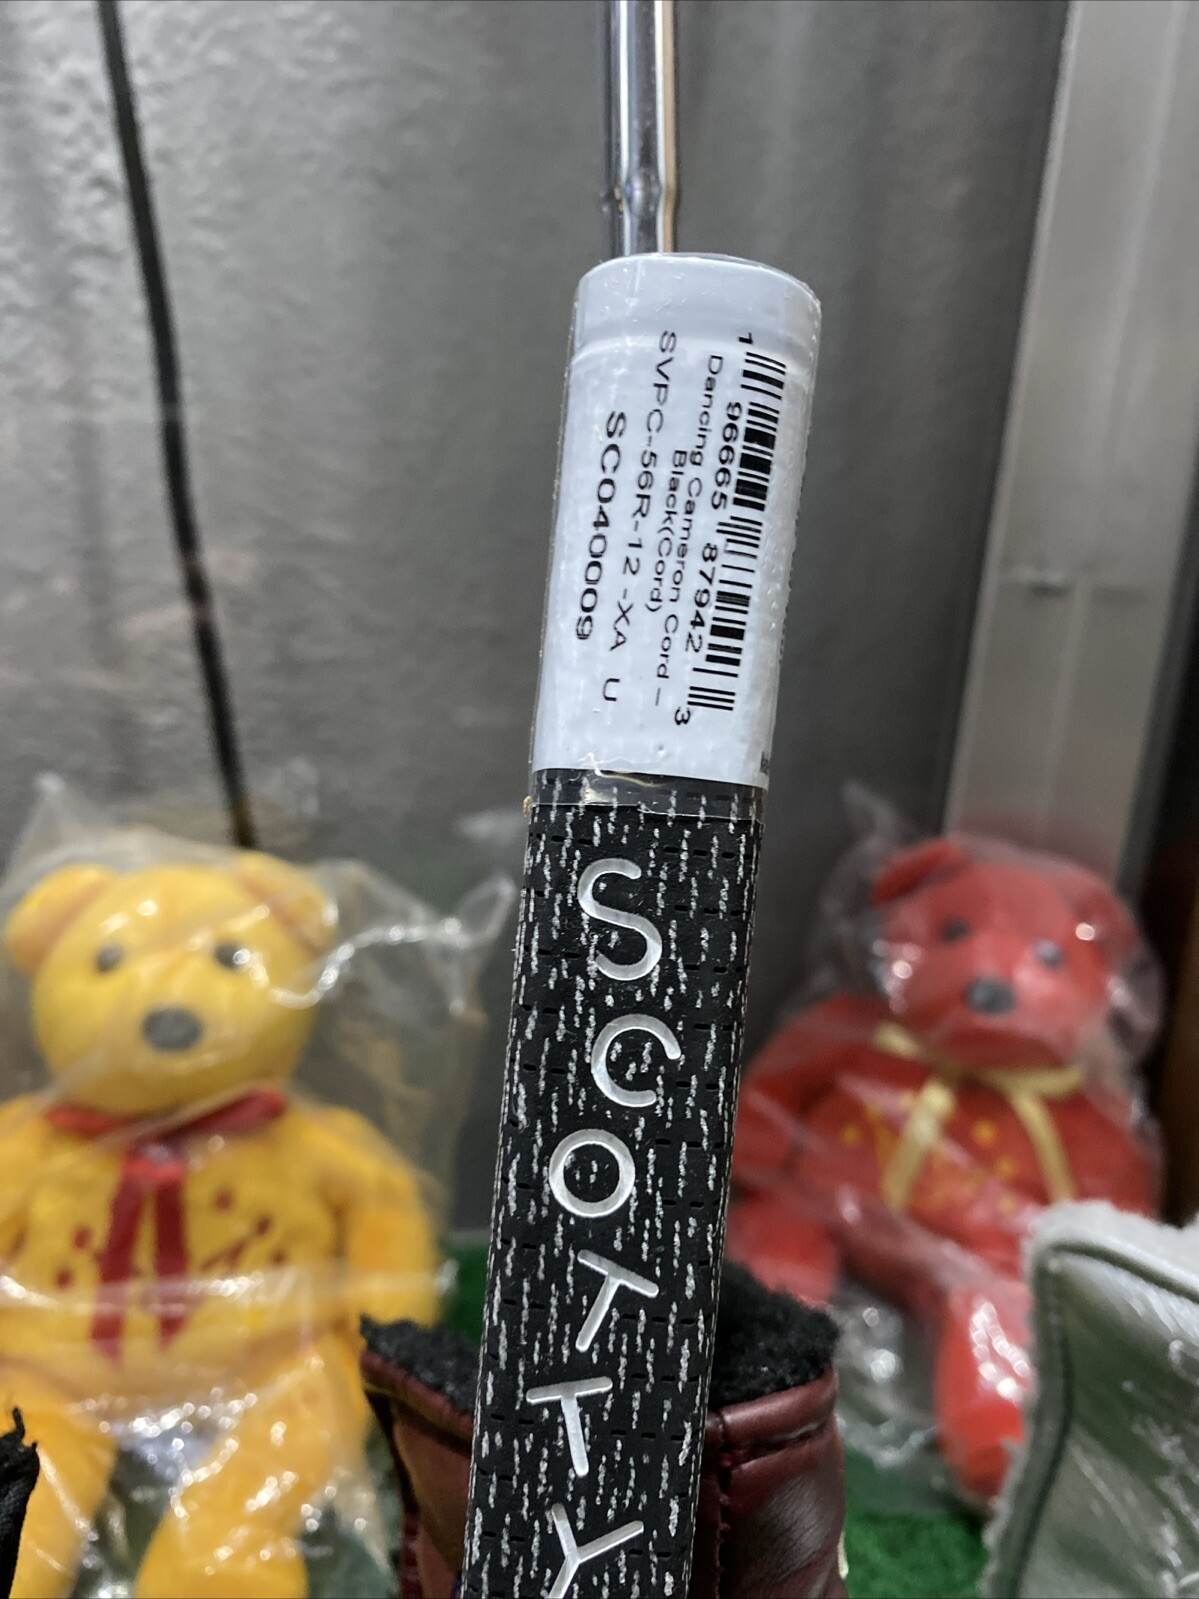 1 96665 87942 3
Dancing Cameron Cord –
Black(Cord)
SVPC-56R-12 -XA U
SC040009
SCOTTY